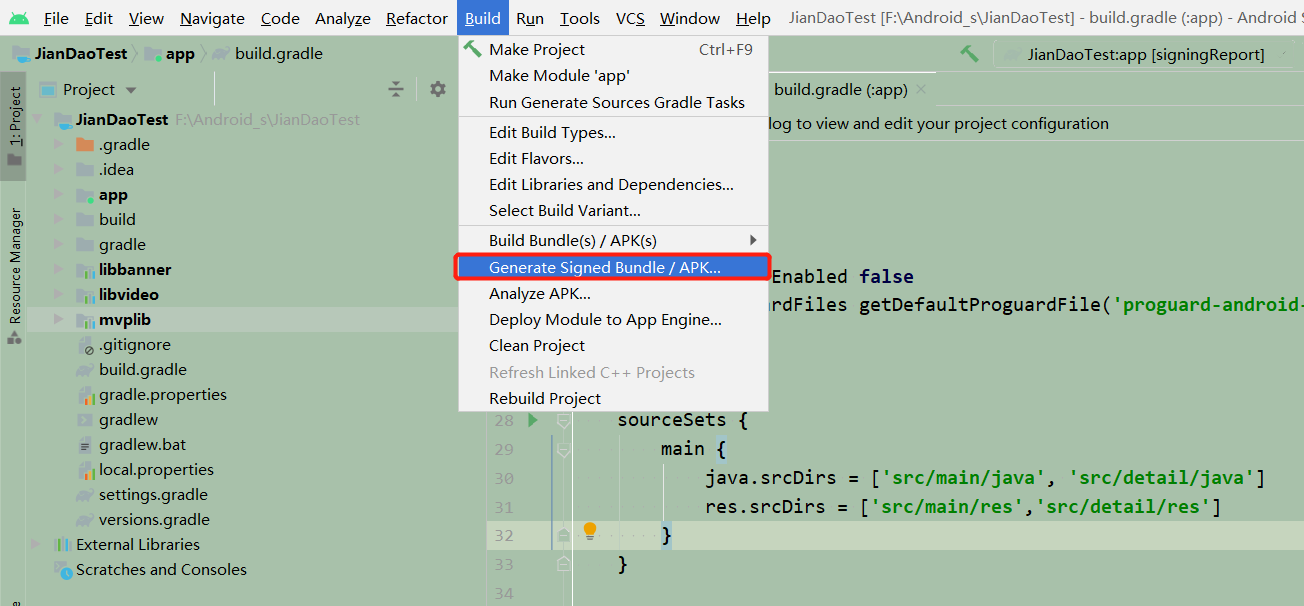 File Edit View Navigate Code Analyze Refactor Build Run Tools VCS Window Help JianDaoTest [F:\Android_s\JianDaoTest] - build.gradle (:app) - Android
JianDaoTest app build.gradle
JianDaoTest:app [signingReport]
1: Project
Resource Manager
Project
JianDaoTest F:\Android_s\JianDaoTest
.gradle
.idea
app
build
gradle
libbanner
libvideo
mvplib
.gitignore
build.gradle
gradle.properties
gradlew
gradlew.bat
local.properties
settings.gradle
versions.gradle
External Libraries
Scratches and Consoles
Make Project Ctrl+F9
Make Module 'app'
Run Generate Sources Gradle Tasks
Edit Build Types...
Edit Flavors...
Edit Libraries and Dependencies...
Select Build Variant...
Build Bundle(s) / APK(s)
Generate Signed Bundle / APK...
Analyze APK...
Deploy Module to App Engine...
Clean Project
Refresh Linked C++ Projects
Rebuild Project
build.gradle (:app)
log to view and edit your project configuration
Enabled false
rdFiles getDefaultProguardFile('proguard-android-
28 sourceSets {
29 main {
30 java.srcDirs = ['src/main/java', 'src/detail/java']
31 res.srcDirs = ['src/main/res','src/detail/res']
32 }
33 }
34